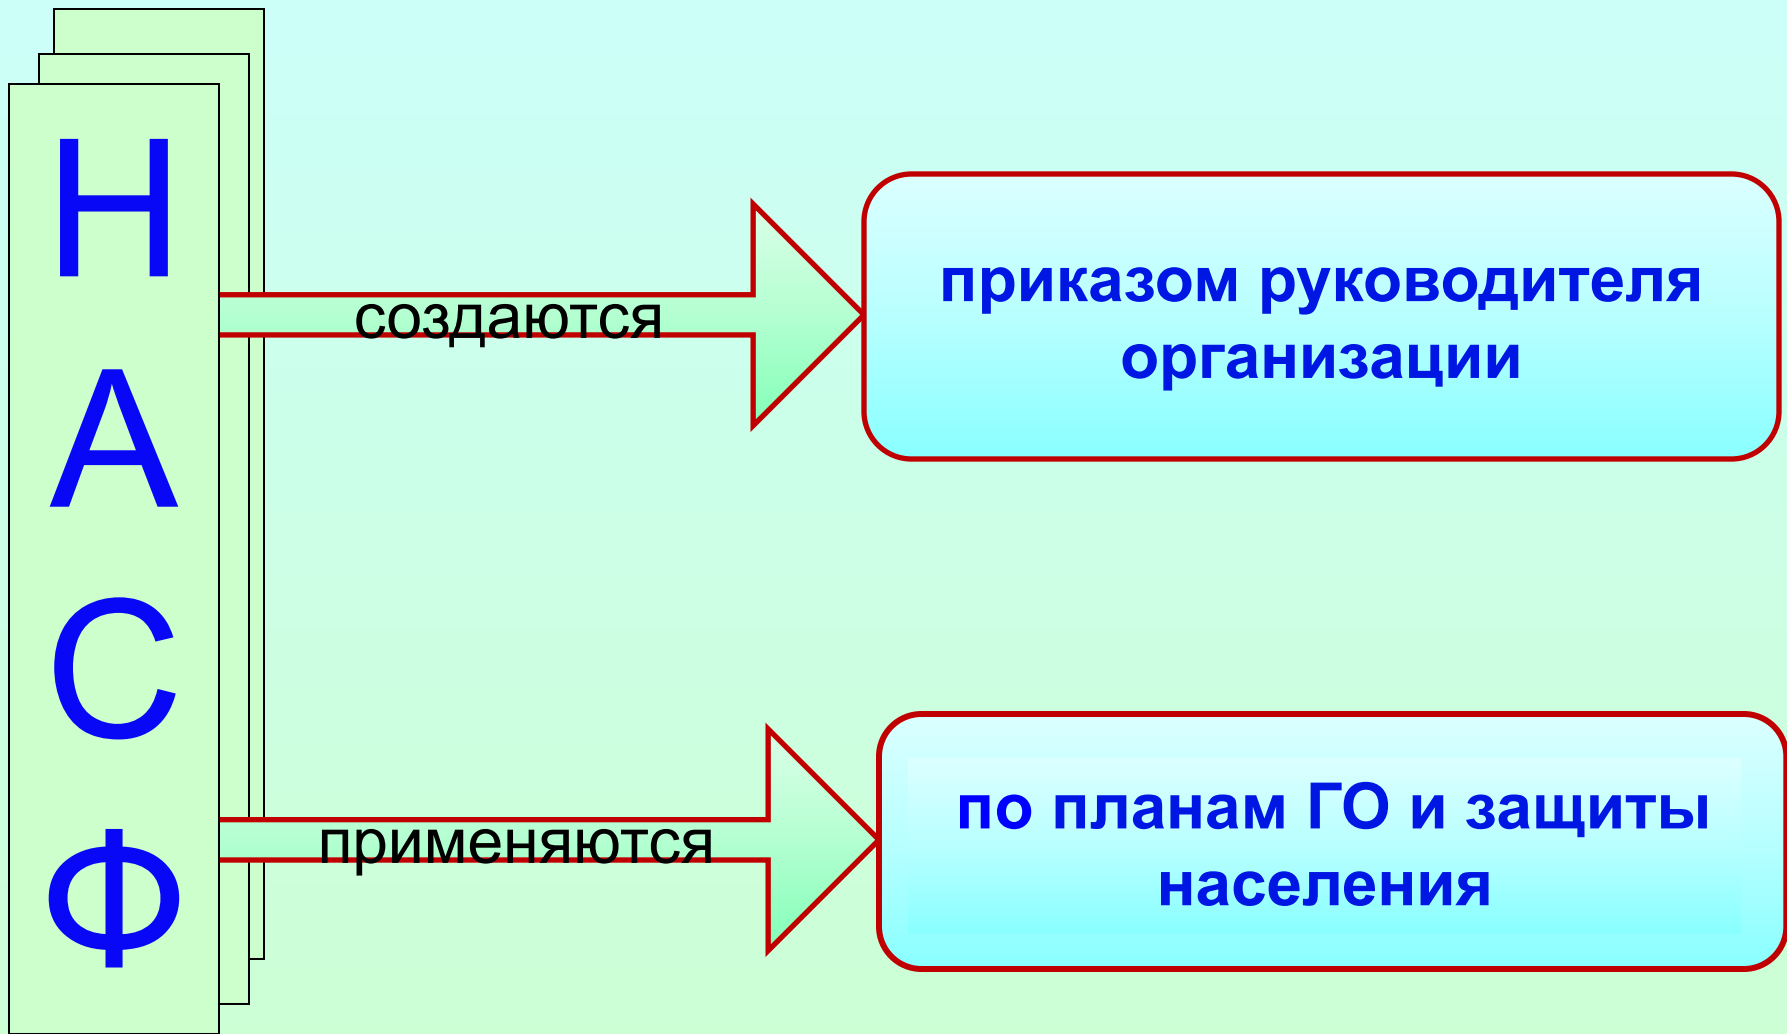 Н
А
С
Ф
создаются
приказом руководителя
организации
применяются
по планам ГО и защиты
населения